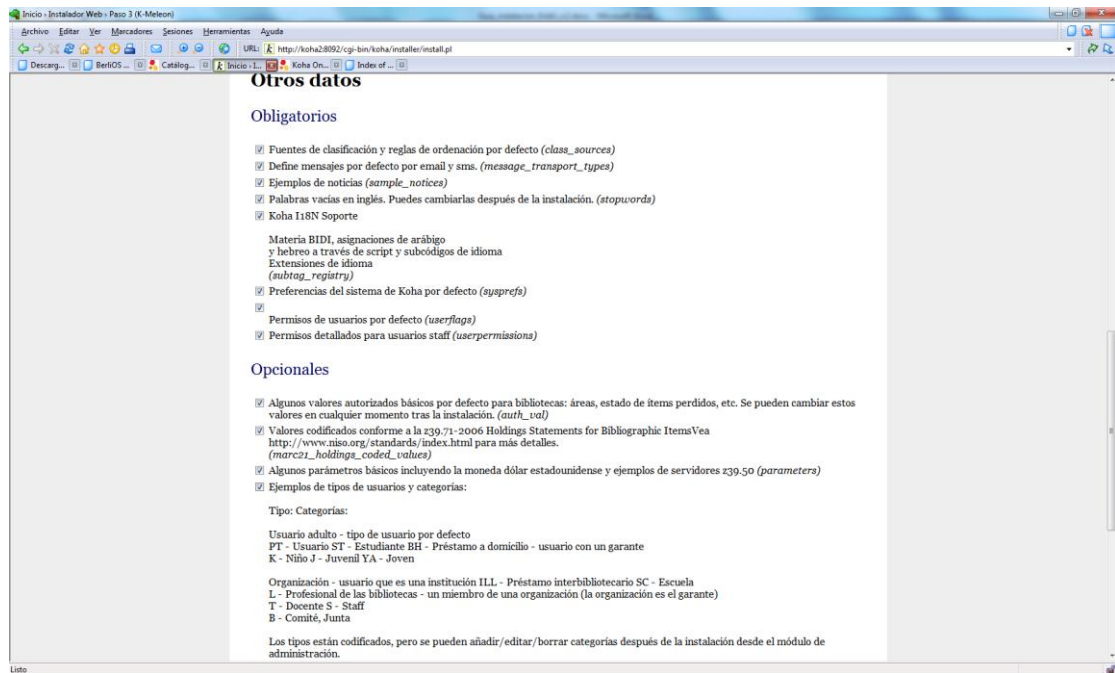 Inicio › Instalador Web › Paso 3 (K-Meleon)
Archivo Editar Ver Marcadores Sesiones Herramientas Ayuda
URL: http://koha2:8092/cgi-bin/koha/installer/install.pl
Descarg... BerliOS ... Catálog... Inicio › I... Koha On... Index of ...
Otros datos
Obligatorios
Fuentes de clasificación y reglas de ordenación por defecto (class_sources)
Define mensajes por defecto por email y sms. (message_transport_types)
Ejemplos de noticias (sample_notices)
Palabras vacías en inglés. Puedes cambiarlas después de la instalación. (stopwords)
Koha I18N Soporte
Materia BIDI, asignaciones de arábigo
y hebreo a través de script y subcódigos de idioma
Extensiones de idioma
(subtag_registry)
Preferencias del sistema de Koha por defecto (sysprefs)
Permisos de usuarios por defecto (userflags)
Permisos detallados para usuarios staff (userpermissions)
Opcionales
Algunos valores autorizados básicos por defecto para bibliotecas: áreas, estado de ítems perdidos, etc. Se pueden cambiar estos
valores en cualquier momento tras la instalación. (auth_val)
Valores codificados conforme a la z39.71-2006 Holdings Statements for Bibliographic ItemsVea
http://www.niso.org/standards/index.html para más detalles.
(marc21_holdings_coded_values)
Algunos parámetros básicos incluyendo la moneda dólar estadounidense y ejemplos de servidores z39.50 (parameters)
Ejemplos de tipos de usuarios y categorías:
Tipo: Categorías:
Usuario adulto - tipo de usuario por defecto
PT - Usuario ST - Estudiante BH - Préstamo a domicilio - usuario con un garante
K - Niño J - Juvenil YA - Joven
Organización - usuario que es una institución ILL - Préstamo interbibliotecario SC - Escuela
L - Profesional de las bibliotecas - un miembro de una organización (la organización es el garante)
T - Docente S - Staff
B - Comité, Junta
Los tipos están codificados, pero se pueden añadir/editar/borrar categorías después de la instalación desde el módulo de
administración.
Listo